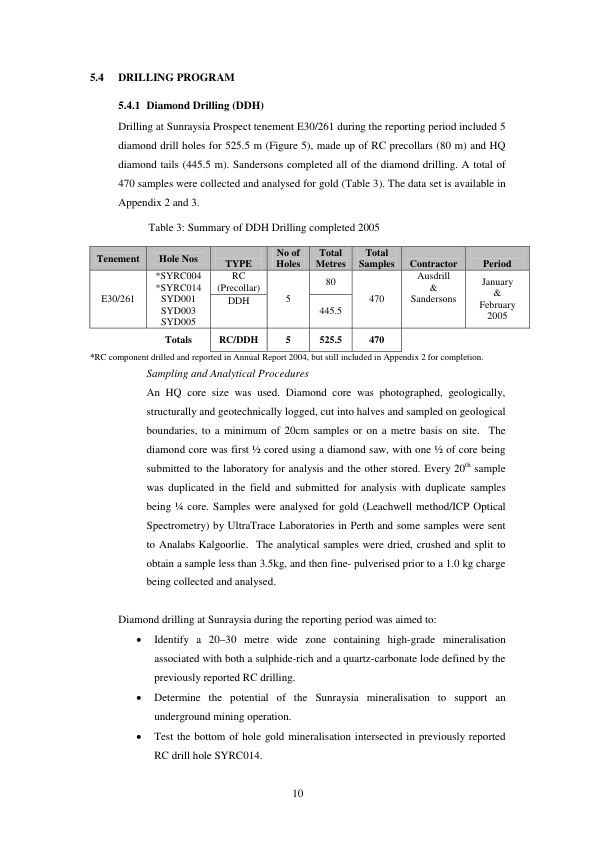 5.4 DRILLING PROGRAM
5.4.1 Diamond Drilling (DDH)
Drilling at Sunraysia Prospect tenement E30/261 during the reporting period included 5
diamond drill holes for 525.5 m (Figure 5), made up of RC precollars (80 m) and HQ
diamond tails (445.5 m). Sandersons completed all of the diamond drilling. A total of
470 samples were collected and analysed for gold (Table 3). The data set is available in
Appendix 2 and 3.
Table 3: Summary of DDH Drilling completed 2005
Tenement Hole Nos TYPE No of Holes Total Metres Total Samples Contractor Period
E30/261
*SYRC004
*SYRC014
SYD001
SYD003
SYD005
RC
(Precollar)
DDH
5
80
445.5
470
Ausdrill
&
Sandersons
January
&
February
2005
Totals RC/DDH 5 525.5 470
*RC component drilled and reported in Annual Report 2004, but still included in Appendix 2 for completion.
Sampling and Analytical Procedures
An HQ core size was used. Diamond core was photographed, geologically,
structurally and geotechnically logged, cut into halves and sampled on geological
boundaries, to a minimum of 20cm samples or on a metre basis on site. The
diamond core was first ½ cored using a diamond saw, with one ½ of core being
submitted to the laboratory for analysis and the other stored. Every 20th sample
was duplicated in the field and submitted for analysis with duplicate samples
being ¼ core. Samples were analysed for gold (Leachwell method/ICP Optical
Spectrometry) by UltraTrace Laboratories in Perth and some samples were sent
to Analabs Kalgoorlie. The analytical samples were dried, crushed and split to
obtain a sample less than 3.5kg, and then fine- pulverised prior to a 1.0 kg charge
being collected and analysed.
Diamond drilling at Sunraysia during the reporting period was aimed to:
• Identify a 20–30 metre wide zone containing high-grade mineralisation
associated with both a sulphide-rich and a quartz-carbonate lode defined by the
previously reported RC drilling.
• Determine the potential of the Sunraysia mineralisation to support an
underground mining operation.
• Test the bottom of hole gold mineralisation intersected in previously reported
RC drill hole SYRC014.
10